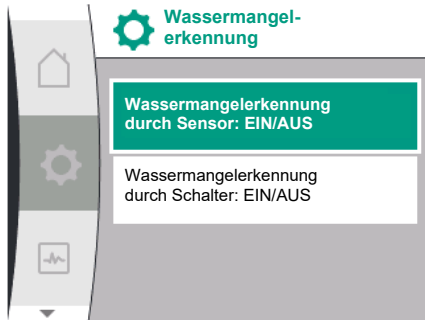 Wassermangel-
erkennung
Wassermangelerkennung
durch Sensor: EIN/AUS
Wassermangelerkennung
durch Schalter: EIN/AUS